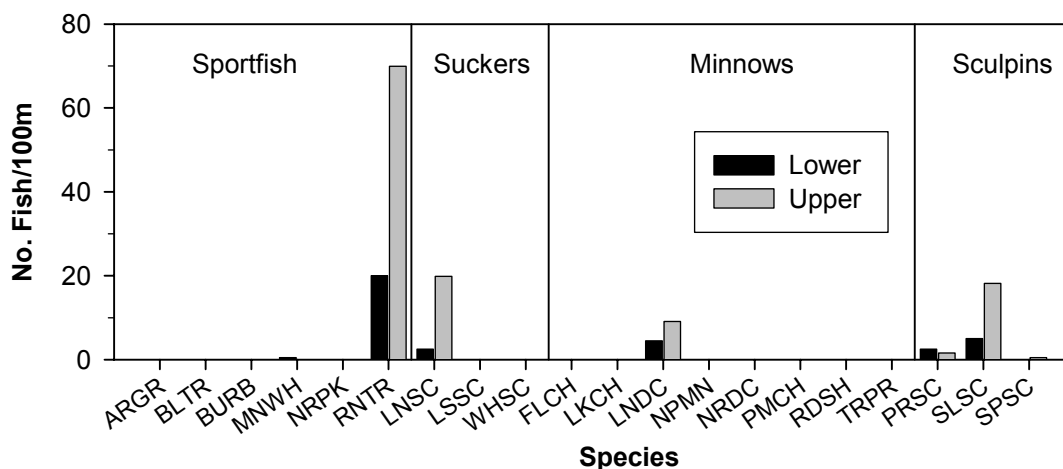 80
60
40
20
0
No. Fish/100m
Sportfish
Suckers
Minnows
Sculpins
Lower
Upper
ARGR
BLTR
BURB
MNWH
NRPK
RNTR
LNSC
LSSC
WHSC
FLCH
LKCH
LNDC
NPMN
NRDC
PMCH
RDSH
TRPR
PRSC
SLSC
SPSC
Species